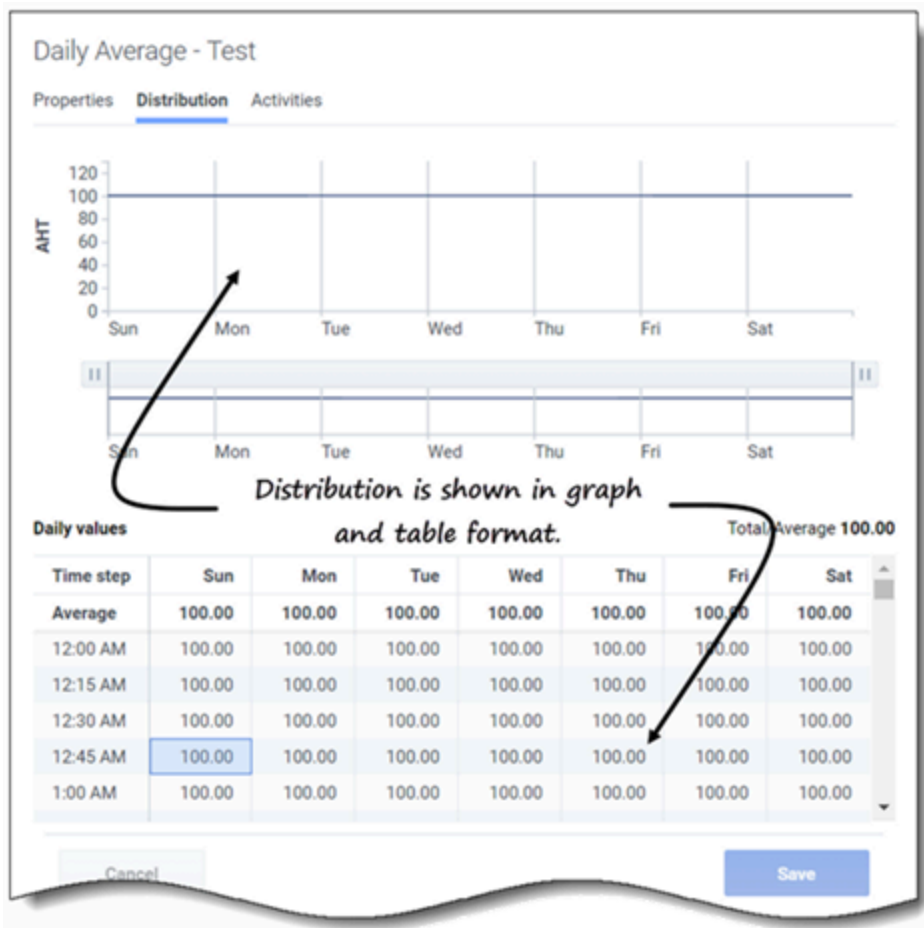 Daily Average - Test
Properties Distribution Activities
120
100
80
60
40
20
0
AHT
Sun Mon Tue Wed Thu Fri Sat
Sun Mon Tue Wed Thu Fri Sat
Distribution is shown in graph
and table format.
Daily values Total/Average 100.00
Time step Sun Mon Tue Wed Thu Fri Sat
Average 100.00 100.00 100.00 100.00 100.00 100.00 100.00
12:00 AM 100.00 100.00 100.00 100.00 100.00 100.00 100.00
12:15 AM 100.00 100.00 100.00 100.00 100.00 100.00 100.00
12:30 AM 100.00 100.00 100.00 100.00 100.00 100.00 100.00
12:45 AM 100.00 100.00 100.00 100.00 100.00 100.00 100.00
1:00 AM 100.00 100.00 100.00 100.00 100.00 100.00 100.00
Cancel Save